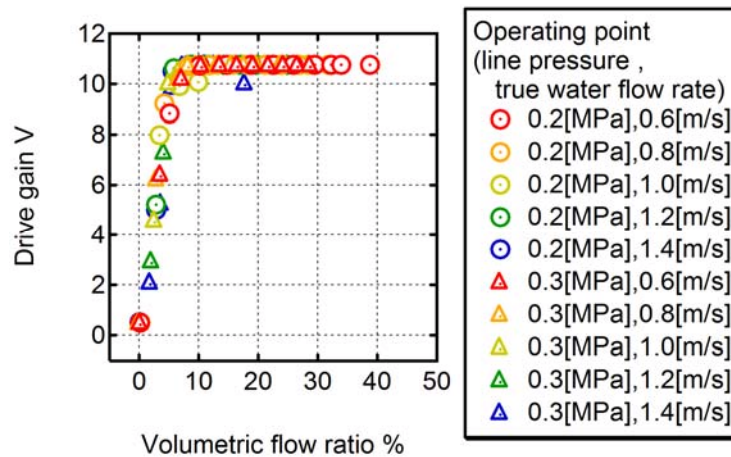 12
10
8
6
4
2
0
Drive gain V
0 10 20 30 40 50
Volumetric flow ratio %
Operating point
(line pressure ,
true water flow rate)
0.2[MPa],0.6[m/s]
0.2[MPa],0.8[m/s]
0.2[MPa],1.0[m/s]
0.2[MPa],1.2[m/s]
0.2[MPa],1.4[m/s]
0.3[MPa],0.6[m/s]
0.3[MPa],0.8[m/s]
0.3[MPa],1.0[m/s]
0.3[MPa],1.2[m/s]
0.3[MPa],1.4[m/s]